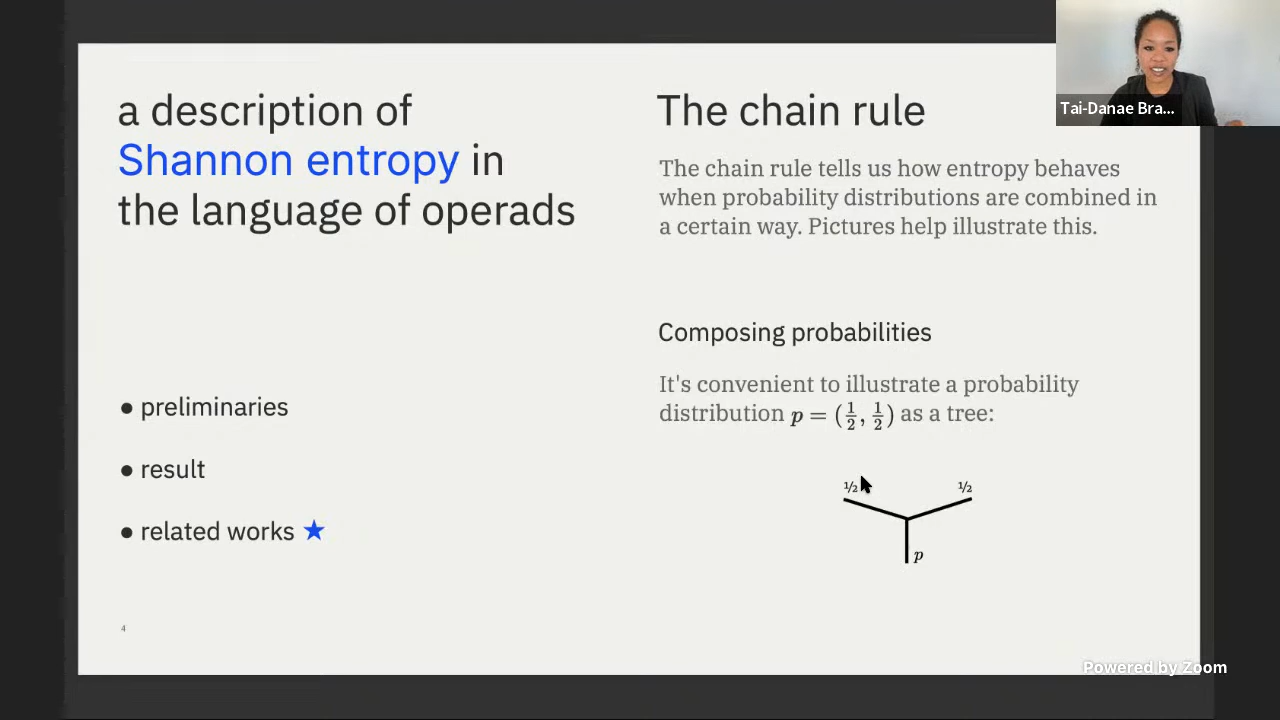 a description of
Shannon entropy in
the language of operads
● preliminaries
● result
● related works ★
4
The chain rule
The chain rule tells us how entropy behaves
when probability distributions are combined in
a certain way. Pictures help illustrate this.
Composing probabilities
It's convenient to illustrate a probability
distribution p = (1/2, 1/2) as a tree:
½ ½
p
Tai-Danae Bra...
Powered by Zoom